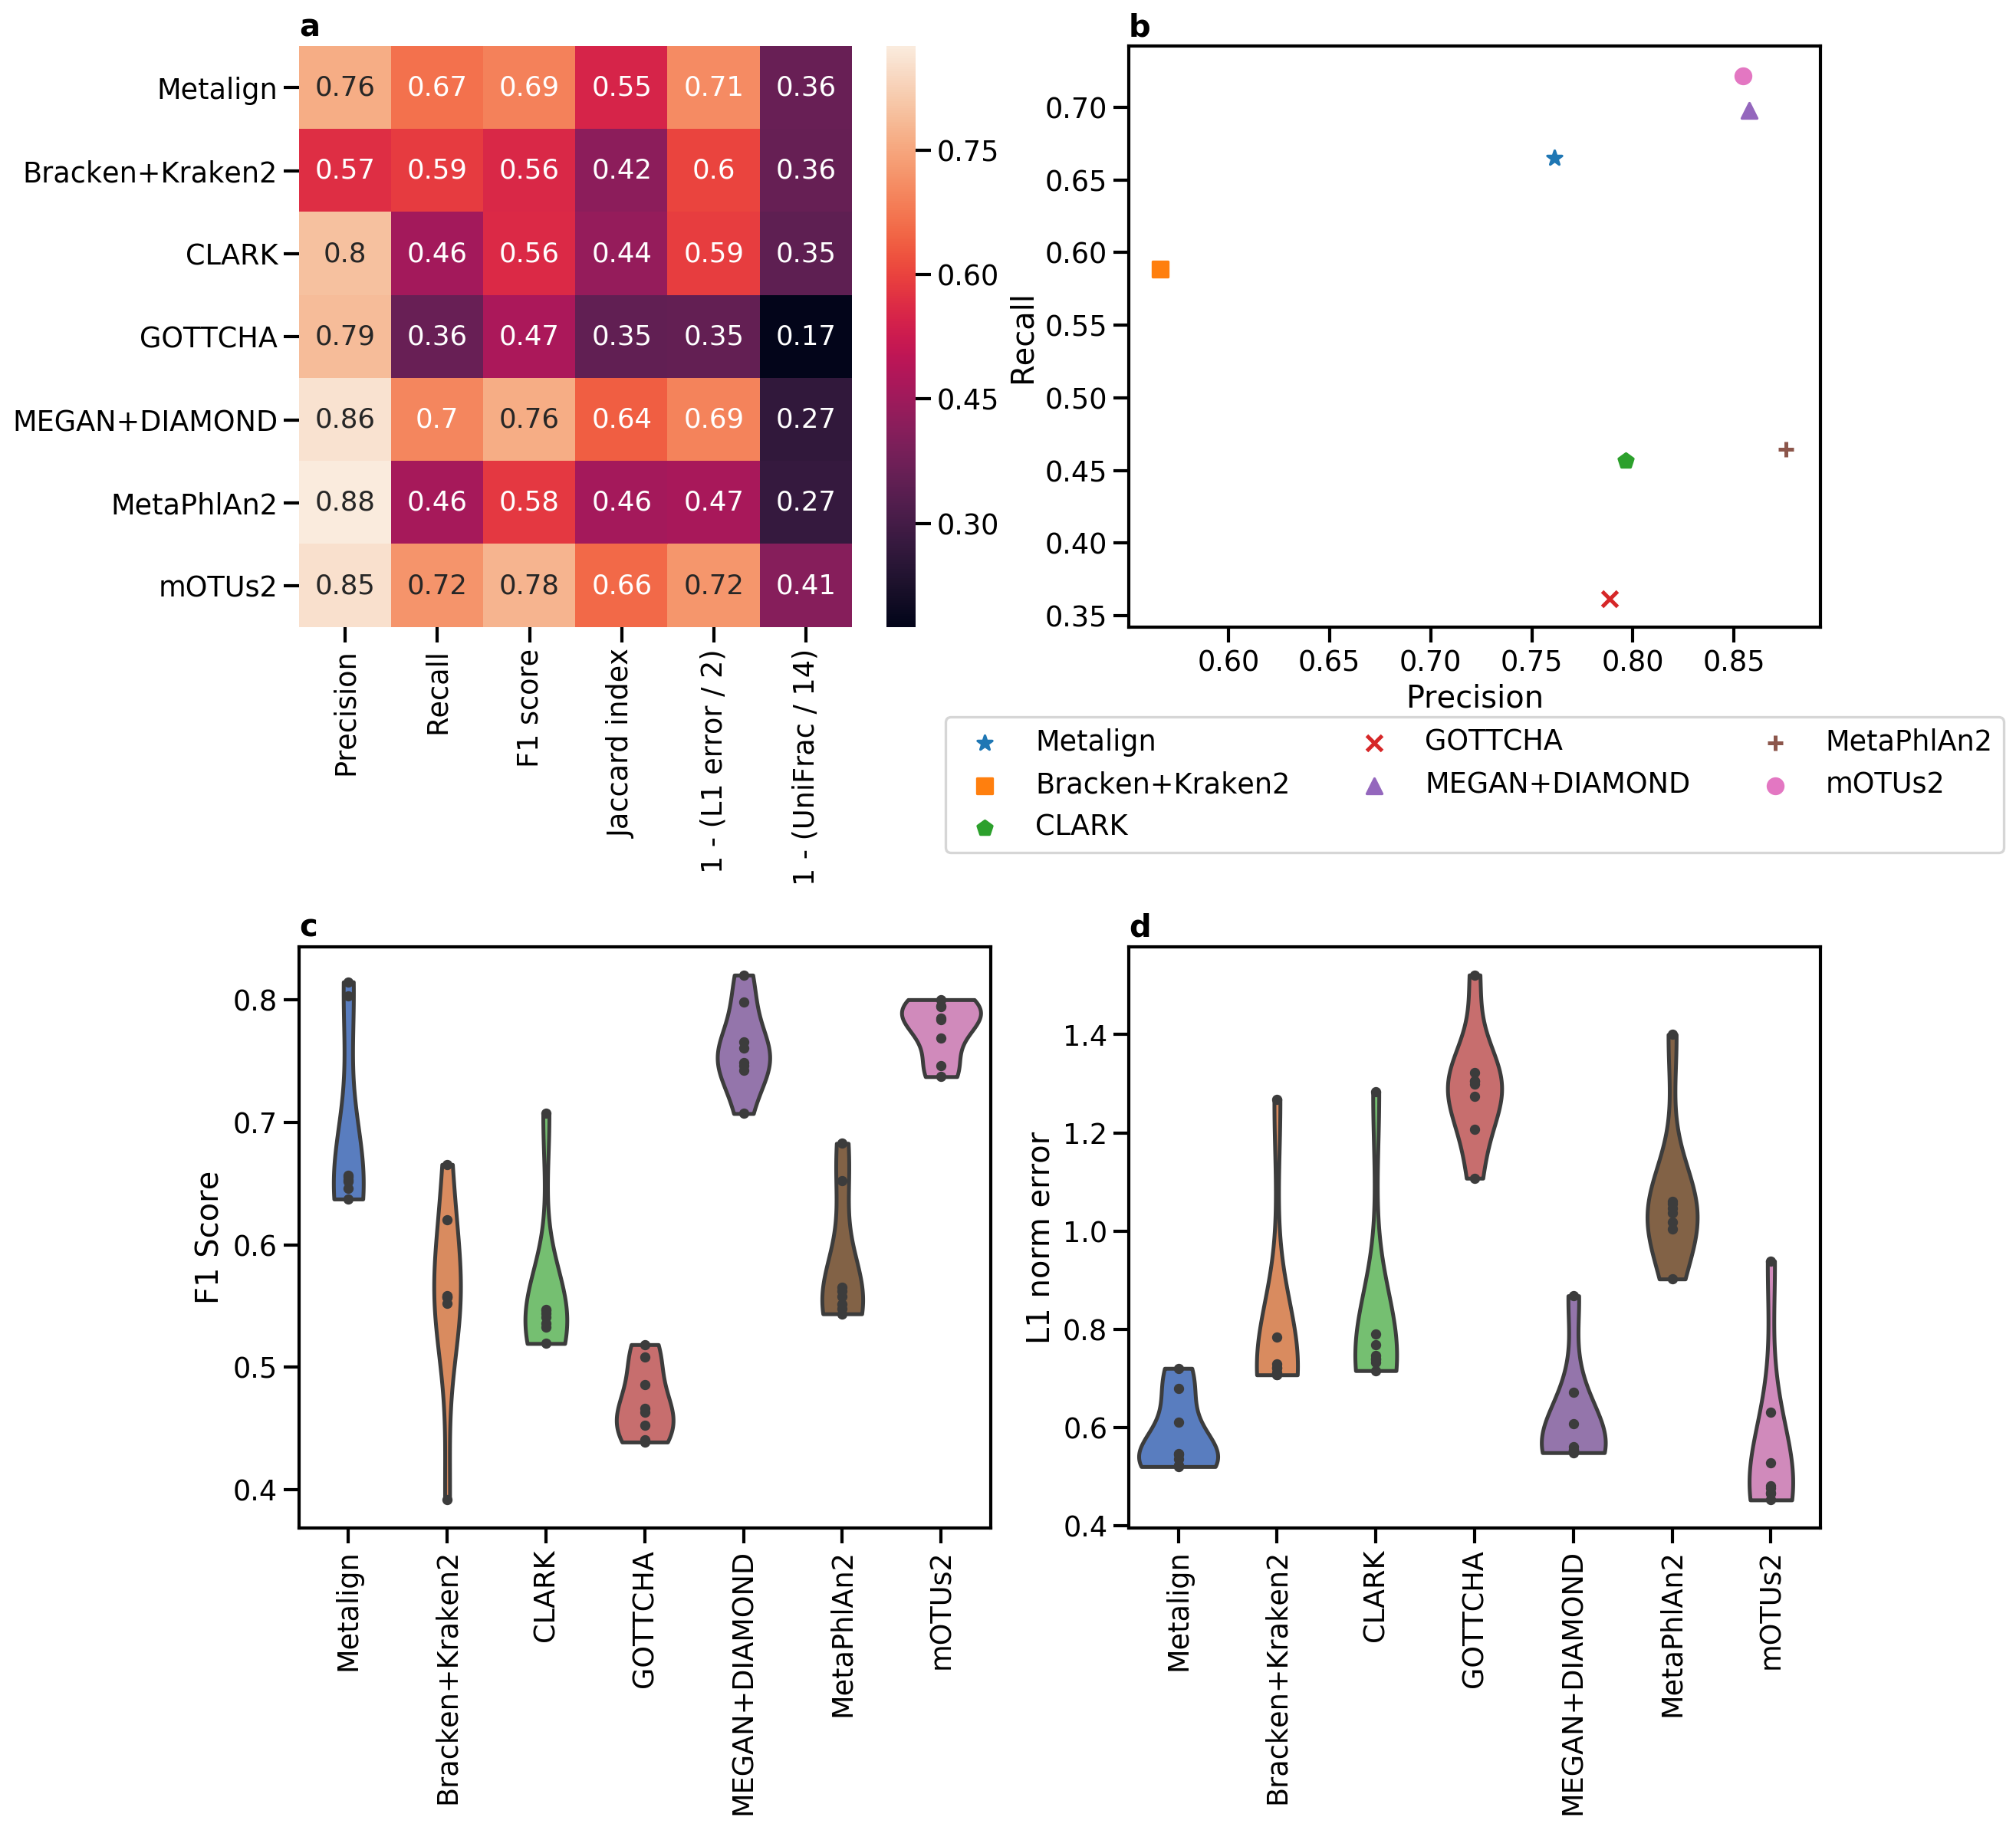 a
Metalign 0.76 0.67 0.69 0.55 0.71 0.36
Bracken+Kraken2 0.57 0.59 0.56 0.42 0.6 0.36
CLARK 0.8 0.46 0.56 0.44 0.59 0.35
GOTTCHA 0.79 0.36 0.47 0.35 0.35 0.17
MEGAN+DIAMOND 0.86 0.7 0.76 0.64 0.69 0.27
MetaPhlAn2 0.88 0.46 0.58 0.46 0.47 0.27
mOTUs2 0.85 0.72 0.78 0.66 0.72 0.41
Precision
Recall
F1 score
Jaccard index
1 - (L1 error / 2)
1 - (UniFrac / 14)
0.75
0.60
0.45
0.30
b
Recall
0.70
0.65
0.60
0.55
0.50
0.45
0.40
0.35
0.60 0.65 0.70 0.75 0.80 0.85
Precision
Metalign
Bracken+Kraken2
CLARK
GOTTCHA
MEGAN+DIAMOND
MetaPhlAn2
mOTUs2
c
F1 Score
0.8
0.7
0.6
0.5
0.4
Metalign
Bracken+Kraken2
CLARK
GOTTCHA
MEGAN+DIAMOND
MetaPhlAn2
mOTUs2
d
L1 norm error
1.4
1.2
1.0
0.8
0.6
0.4
Metalign
Bracken+Kraken2
CLARK
GOTTCHA
MEGAN+DIAMOND
MetaPhlAn2
mOTUs2